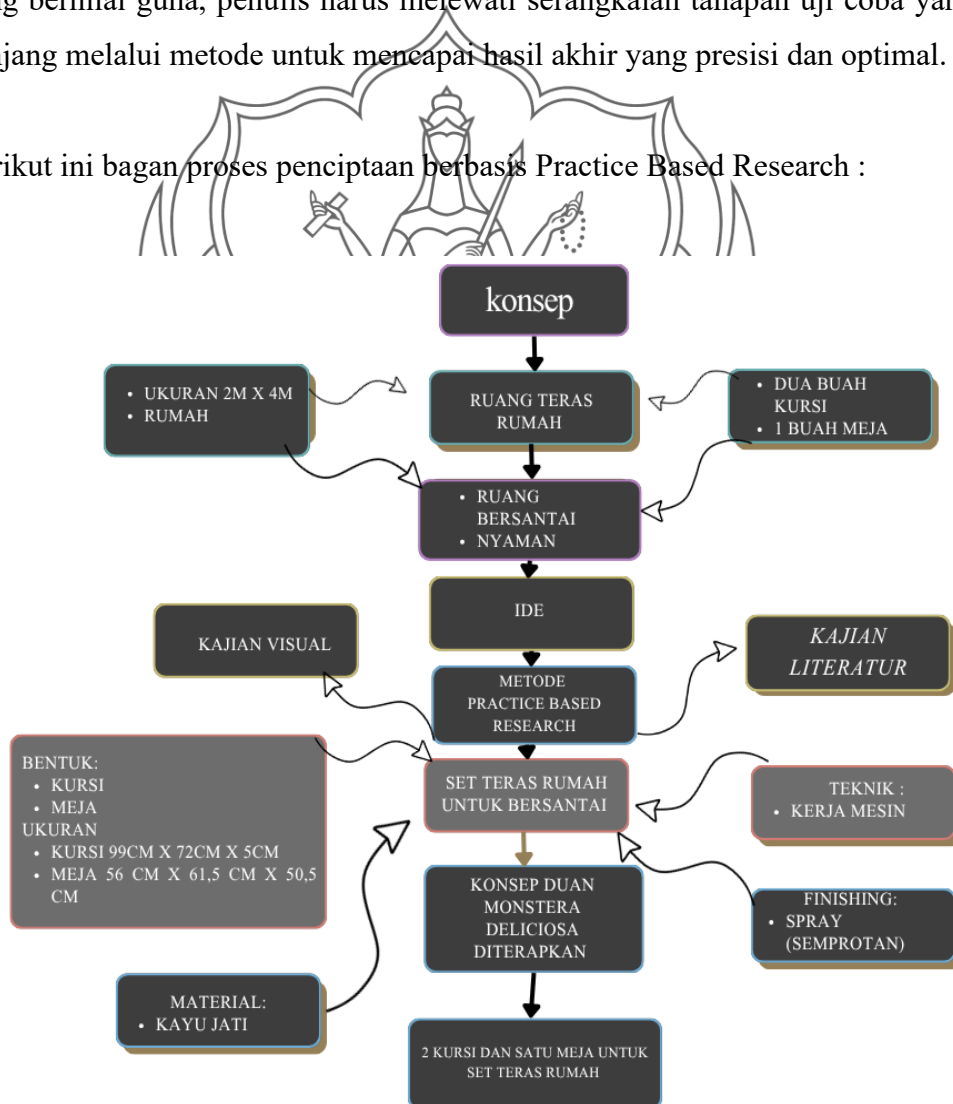 ng bernilai guna, penulis harus melewati serangkaian tahapan uji coba
njang melalui metode untuk mencapai hasil akhir yang presisi dan optimal.
rikut ini bagan proses penciptaan berbasis Practice Based Research :
konsep
• UKURAN 2M X 4M
• RUMAH
RUANG TERAS
RUMAH
• DUA BUAH
KURSI
• 1 BUAH MEJA
• RUANG
BERSANTAI
• NYAMAN
IDE
KAJIAN VISUAL
KAJIAN
LITERATUR
METODE
PRACTICE BASED
RESEARCH
BENTUK:
• KURSI
• MEJA
UKURAN
• KURSI 99CM X 72CM X 5CM
• MEJA 56 CM X 61,5 CM X 50,5
CM
SET TERAS RUMAH
UNTUK BERSANTAI
TEKNIK :
• KERJA MESIN
KONSEP DUAN
MONSTERA
DELICIOSA
DITERAPKAN
FINISHING:
• SPRAY
(SEMPROTAN)
MATERIAL:
• KAYU JATI
2 KURSI DAN SATU MEJA UNTUK
SET TERAS RUMAH